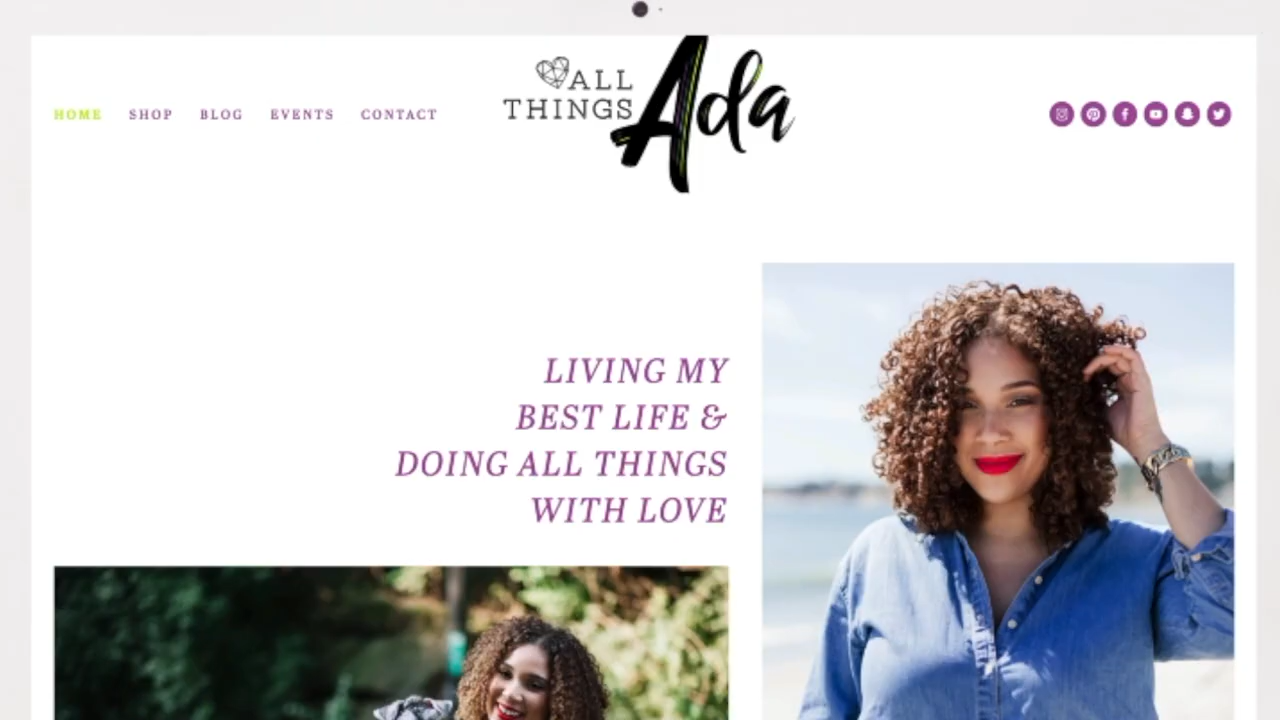 HOME SHOP BLOG EVENTS CONTACT
ALL
THINGS
Ada
LIVING MY
BEST LIFE &
DOING ALL THINGS
WITH LOVE